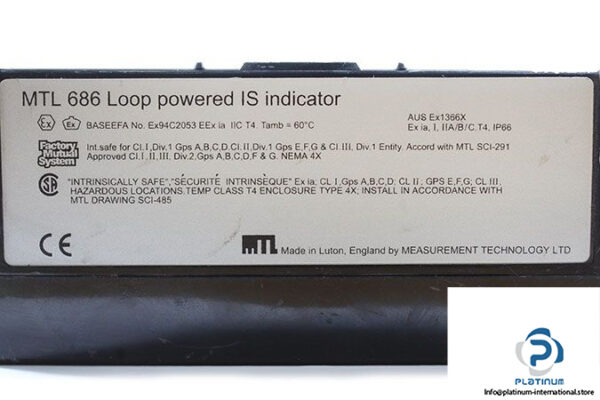 MTL 686 Loop powered IS indicator
Ex Ex BASEEFA No. Ex94C2053 EEx ia IIC T4. Tamb = 60°C
AUS Ex1366X
Ex ia, I, IIA/B/C,T4, IP66
Factory Mutual System
Int.safe for Cl.I,Div.1 Gps A,B,C,D.Cl.II,Div.1 Gps E,F,G & Cl.III, Div.1 Entity. Accord with MTL SCI-291
Approved Cl.I,II,III, Div.2,Gps A,B,C,D,F & G. NEMA 4X
SA "INTRINSICALLY SAFE","SÉCURITÉ INTRINSÈQUE" Ex ia; CL I,Gps A,B,C,D; CL II; GPS E,F,G; CL III,
HAZARDOUS LOCATIONS.TEMP CLASS T4 ENCLOSURE TYPE 4X; INSTALL IN ACCORDANCE WITH
MTL DRAWING SCI-485
CE
MTL Made in Luton, England by MEASUREMENT TECHNOLOGY LTD
PLATINUM
Info@platinum-international.store